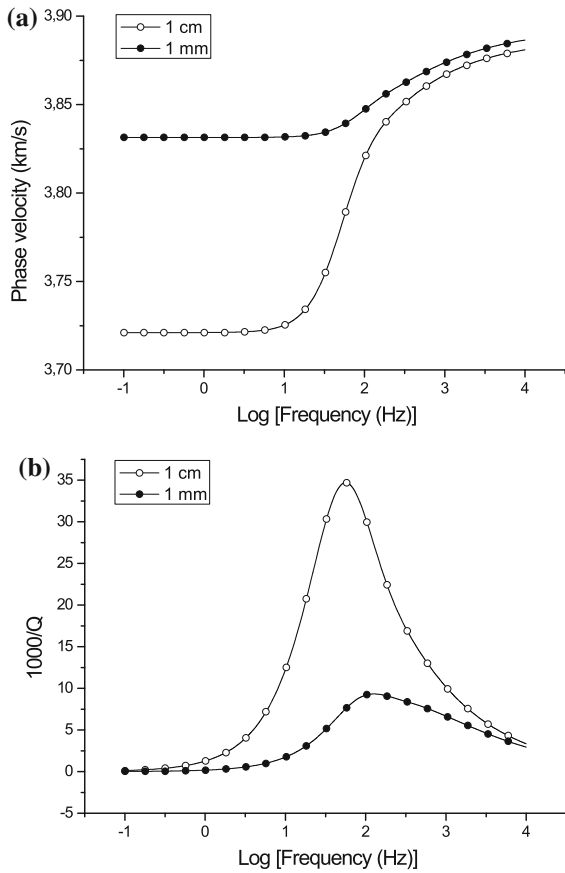 (a)
1 cm
1 mm
3,90
3,85
3,80
3,75
3,70
Phase velocity (km/s)
-1 0 1 2 3 4
Log [Frequency (Hz)]
(b)
1 cm
1 mm
35
30
25
20
15
10
5
0
-5
1000/Q
-1 0 1 2 3 4
Log [Frequency (Hz)]